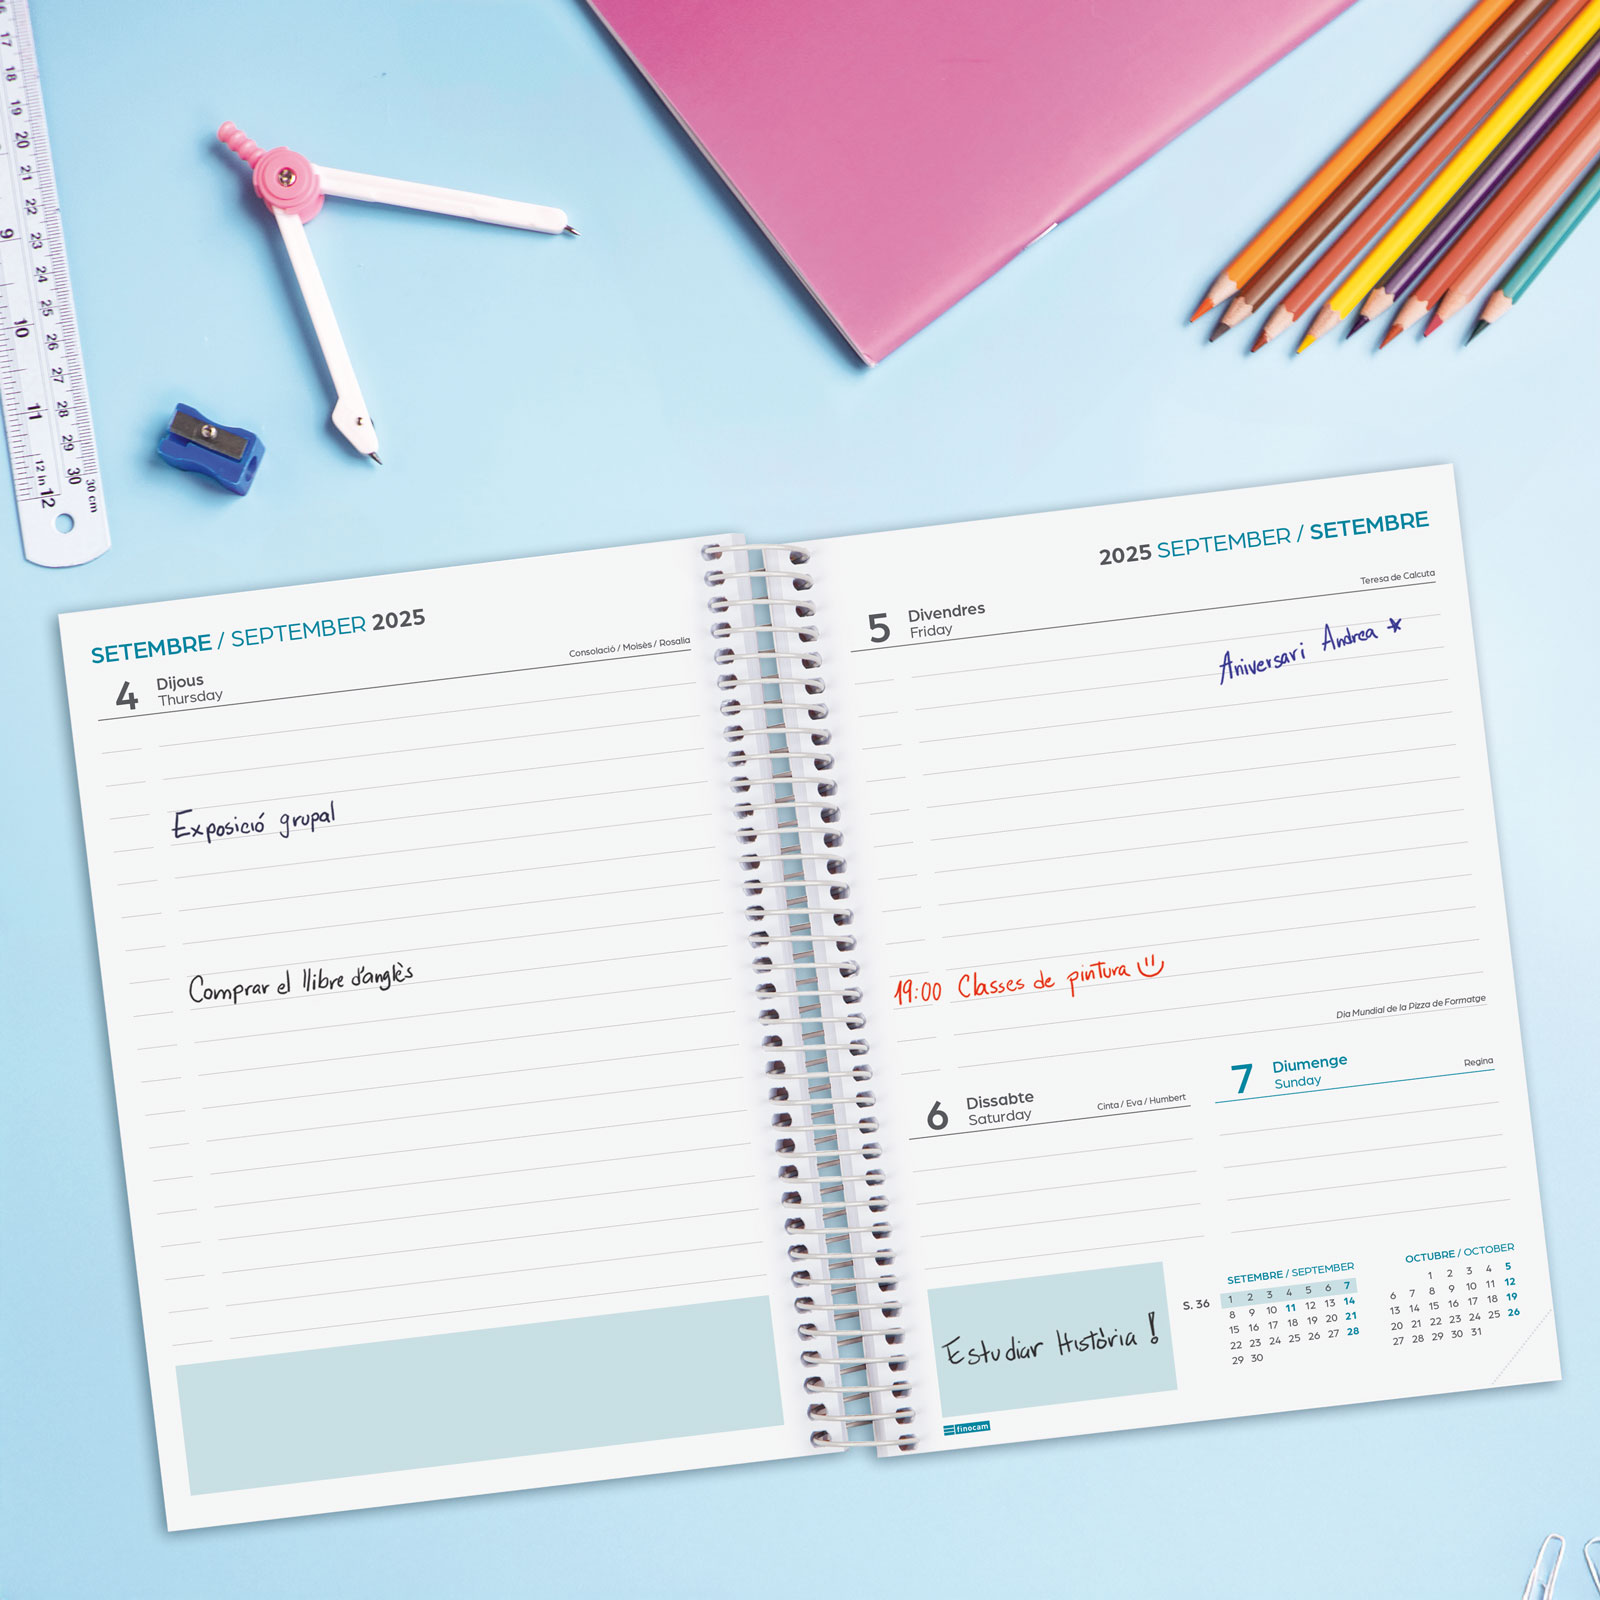 17
18
19
20
21
22
9 23
24
25
10 26
27
11 28
29
12 in 12 30 30 cm
SETEMBRE / SEPTEMBER 2025
Consolació / Moisès / Rosalia
4 Dijous
Thursday
Exposició grupal
Comprar el llibre d'anglès
2025 SEPTEMBER / SETEMBRE
Teresa de Calcuta
5 Divendres
Friday
Aniversari Andrea
19:00 Classes de pintura
Dia Mundial de la Pizza de Formatge
6 Dissabte
Saturday
Cinta / Eva / Humbert
7 Diumenge
Sunday
Regina
Estudiar Història !
S. 36
SETEMBRE / SEPTEMBER
1 2 3 4 5 6 7
8 9 10 11 12 13 14
15 16 17 18 19 20 21
22 23 24 25 26 27 28
29 30
OCTUBRE / OCTOBER
1 2 3 4 5
6 7 8 9 10 11 12
13 14 15 16 17 18 19
20 21 22 23 24 25 26
27 28 29 30 31
finocam